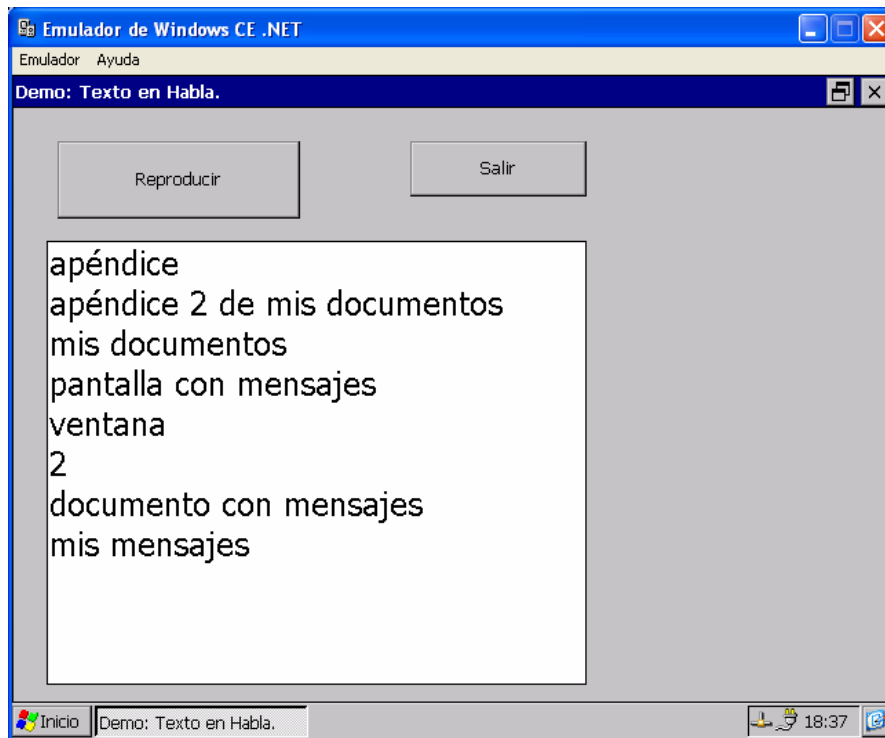 Emulador de Windows CE .NET
Emulador Ayuda
Demo: Texto en Habla.
Reproducir
Salir
apéndice
apéndice 2 de mis documentos
mis documentos
pantalla con mensajes
ventana
2
documento con mensajes
mis mensajes
Inicio Demo: Texto en Habla. 18:37